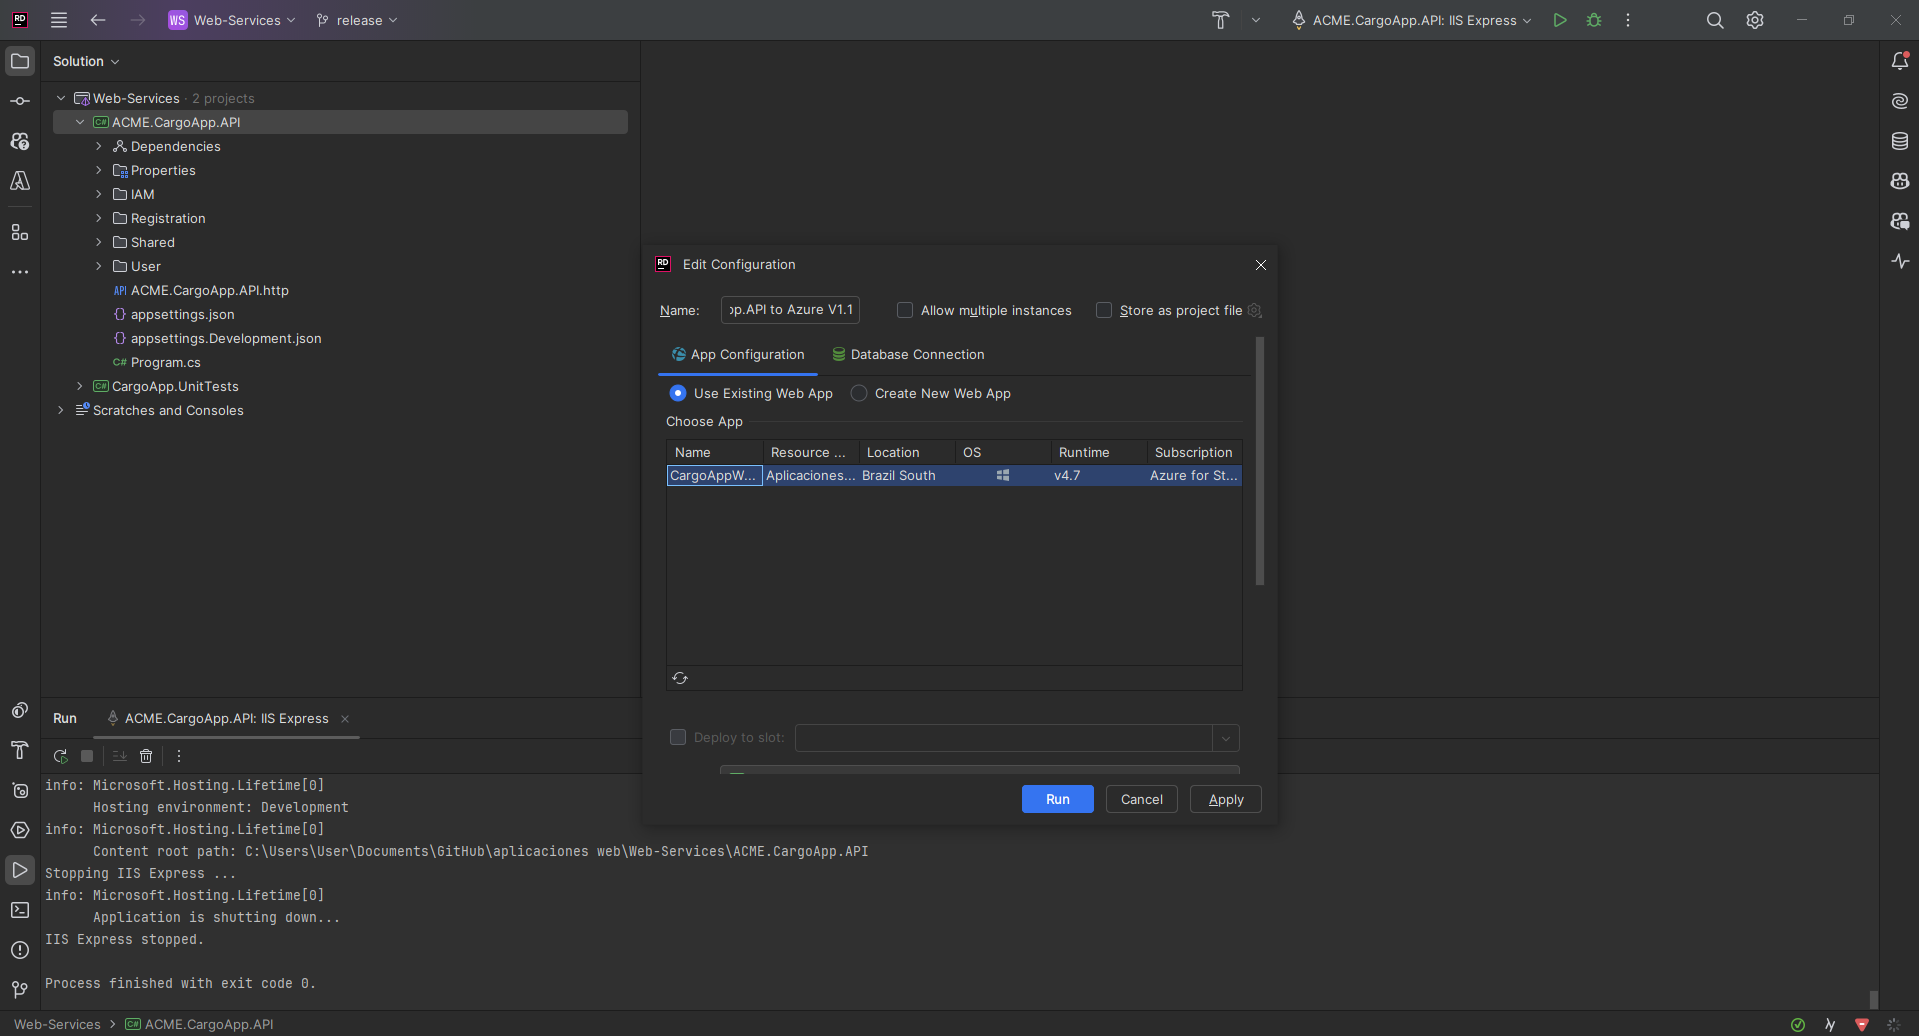 RD
WS Web-Services
release
ACME.CargoApp.API: IIS Express
Solution
Web-Services · 2 projects
C# ACME.CargoApp.API
Dependencies
Properties
IAM
Registration
Shared
User
API ACME.CargoApp.API.http
{} appsettings.json
{} appsettings.Development.json
C# Program.cs
C# CargoApp.UnitTests
Scratches and Consoles
RD Edit Configuration
Name:
op.API to Azure V1.1
Allow multiple instances
Store as project file
App Configuration
Database Connection
Use Existing Web App
Create New Web App
Choose App
Name Resource ... Location OS Runtime Subscription
CargoAppW... Aplicaciones... Brazil South v4.7 Azure for St...
Deploy to slot:
Run
Cancel
Apply
Run
ACME.CargoApp.API: IIS Express
info: Microsoft.Hosting.Lifetime[0]
Hosting environment: Development
info: Microsoft.Hosting.Lifetime[0]
Content root path: C:\Users\User\Documents\GitHub\aplicaciones web\Web-Services\ACME.CargoApp.API
Stopping IIS Express ...
info: Microsoft.Hosting.Lifetime[0]
Application is shutting down...
IIS Express stopped.
Process finished with exit code 0.
Web-Services > C# ACME.CargoApp.API